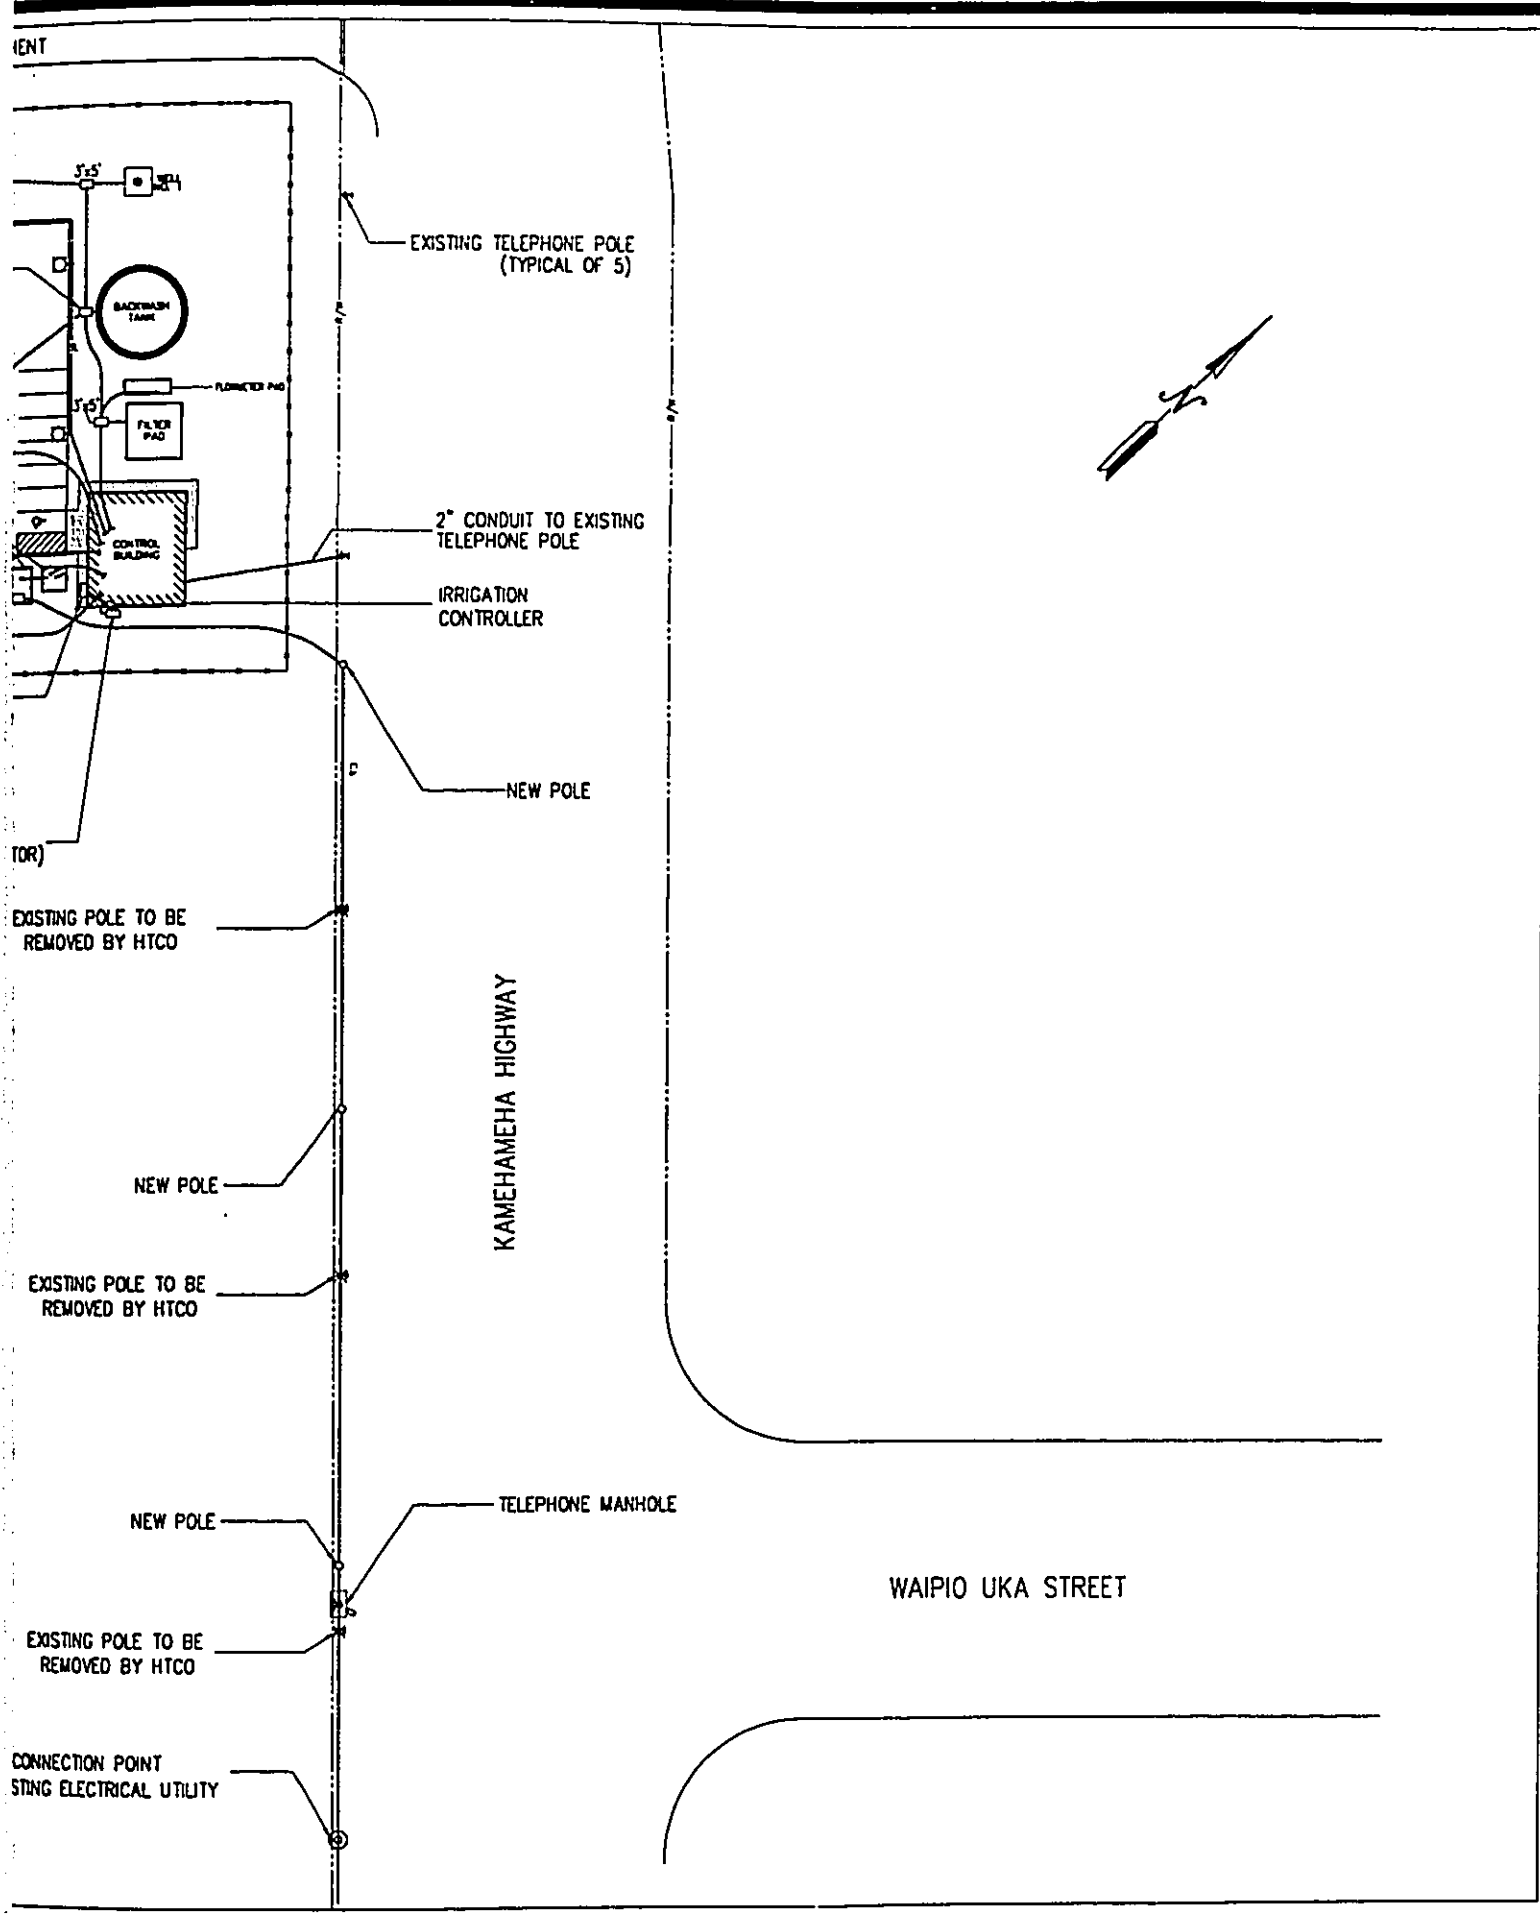 3'x5'
EXISTING TELEPHONE POLE
(TYPICAL OF 5)
BACKWASH
TANK
R/W
FLOWMETER PAD
3'x5'
FILTER
PAD
R/W
N
2" CONDUIT TO EXISTING
TELEPHONE POLE
CONTROL
BUILDING
IRRIGATION
CONTROLLER
NEW POLE
TOR)
EXISTING POLE TO BE
REMOVED BY HTCO
KAMEHAMEHA HIGHWAY
NEW POLE
EXISTING POLE TO BE
REMOVED BY HTCO
TELEPHONE MANHOLE
NEW POLE
WAIPIO UKA STREET
EXISTING POLE TO BE
REMOVED BY HTCO
CONNECTION POINT
STING ELECTRICAL UTILITY